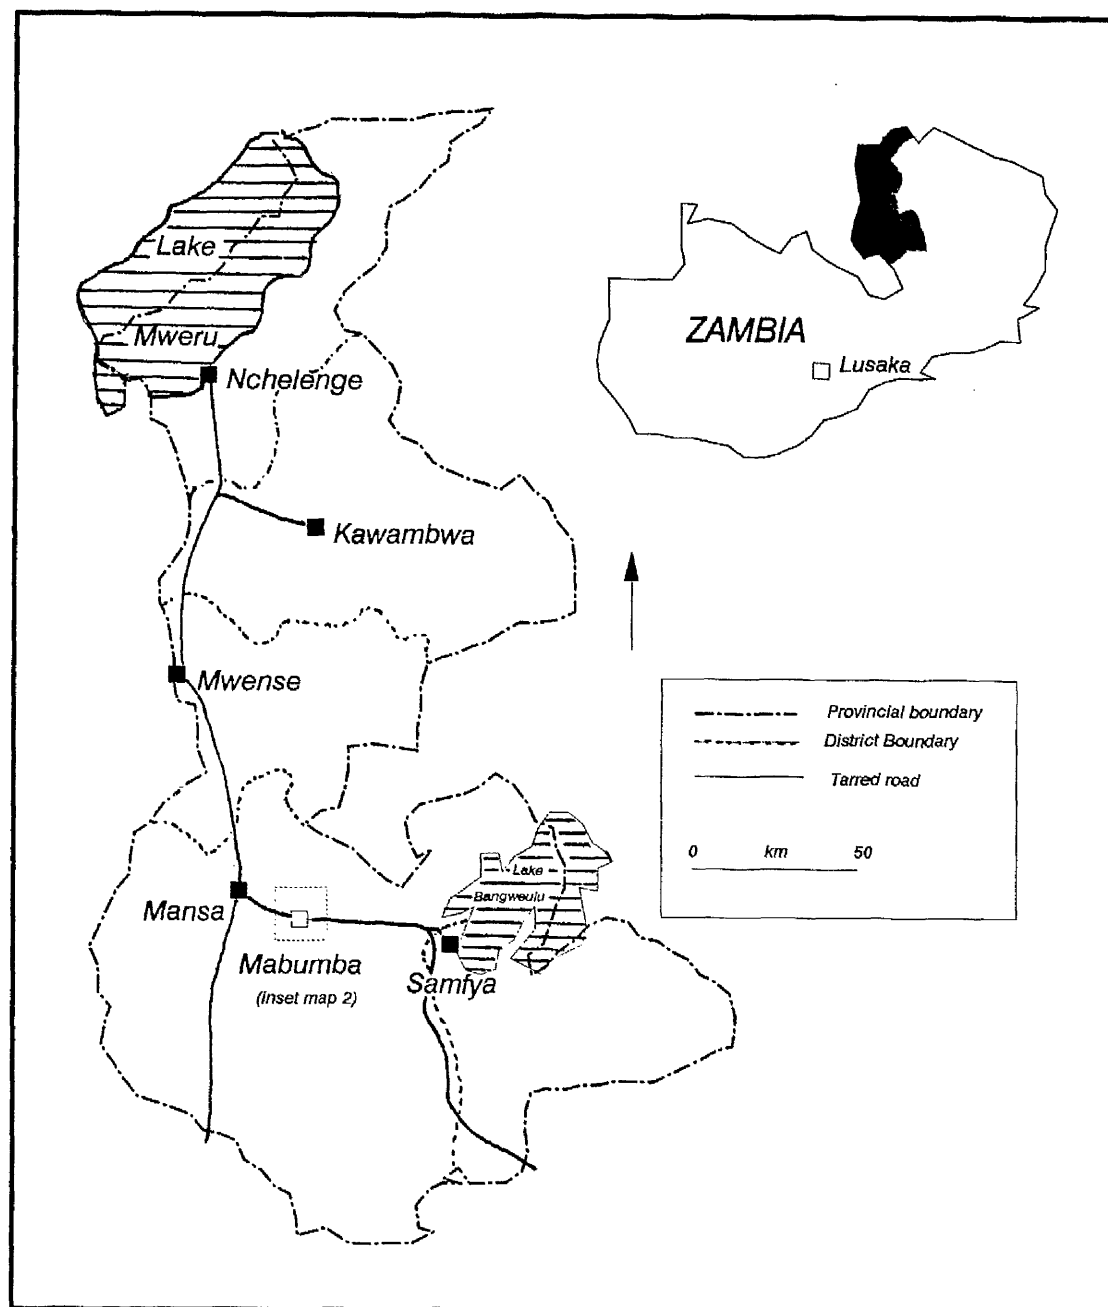 Lake
Mweru
Nchelenge
ZAMBIA
Lusaka
Kawambwa
Mwense
Provincial boundary
District Boundary
Tarred road
0 km 50
Lake
Bangweulu
Mansa
Mabumba
(inset map 2)
Samfya